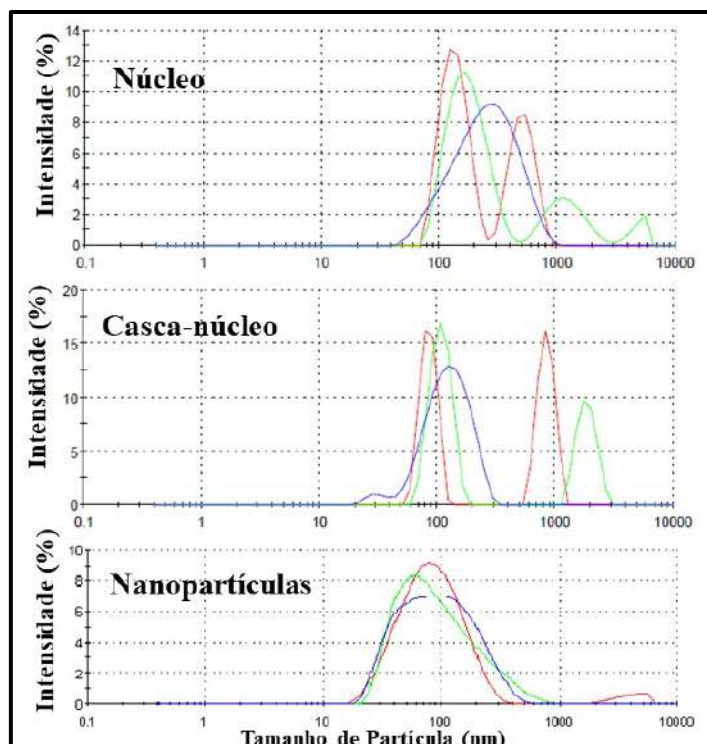 Intensidade (%)
14
12
10
8
6
4
2
0
Núcleo
0.1 1 10 100 1000 10000
Intensidade (%)
20
15
10
5
0
Casca-núcleo
0.1 1 10 100 1000 10000
Intensidade (%)
10
8
6
4
2
0
Nanopartículas
0.1 1 10 100 1000 10000
Tamanho de Partícula (nm)